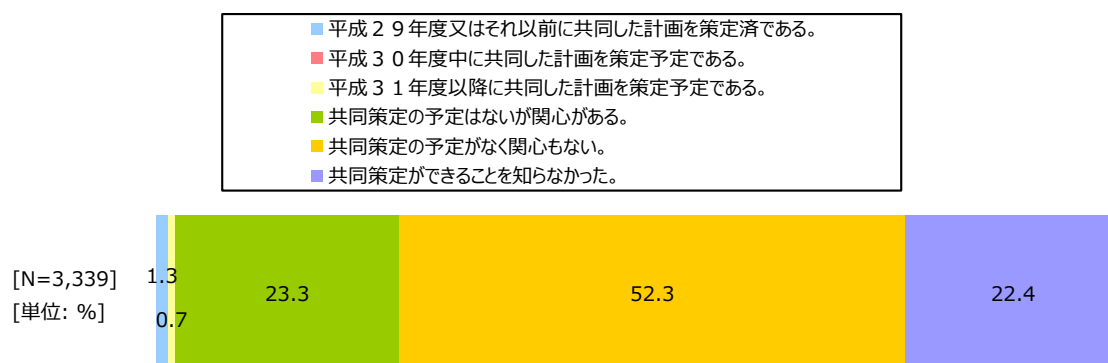 平成２９年度又はそれ以前に共同した計画を策定済である。
平成３０年度中に共同した計画を策定予定である。
平成３１年度以降に共同した計画を策定予定である。
共同策定の予定はないが関心がある。
共同策定の予定がなく関心もない。
共同策定ができることを知らなかった。
[N=3,339]
[単位: %]
1.3
0.7
23.3
52.3
22.4